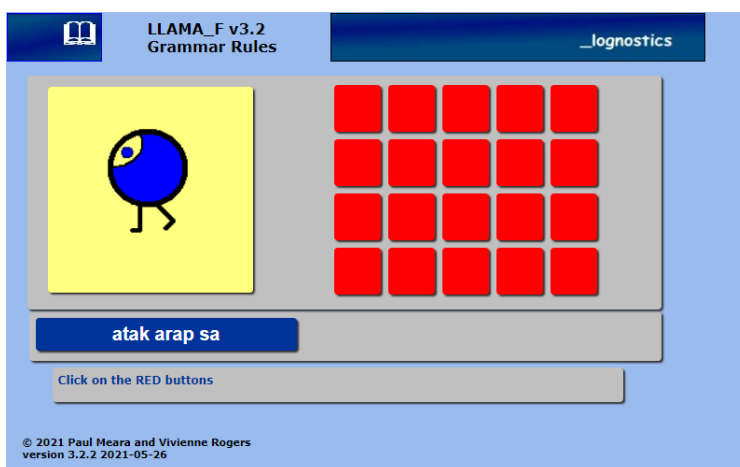 LLAMA_F v3.2
Grammar Rules
_lognostics
atak arap sa
Click on the RED buttons
© 2021 Paul Meara and Vivienne Rogers
version 3.2.2 2021-05-26